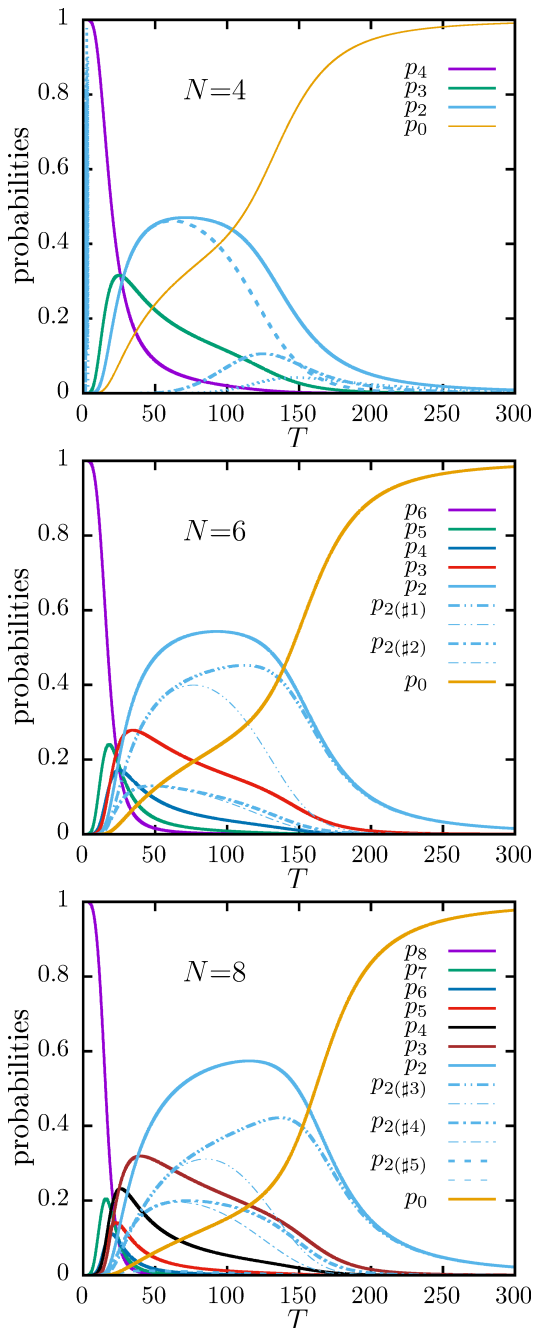 1
0.8
0.6
0.4
0.2
0
probabilities
N=4
p₄
p₃
p₂
p₀
0 50 100 150 200 250 300
T
1
0.8
0.6
0.4
0.2
0
probabilities
N=6
p₆
p₅
p₄
p₃
p₂
p₂₍♯₁₎
p₂₍♯₂₎
p₀
0 50 100 150 200 250 300
T
1
0.8
0.6
0.4
0.2
0
probabilities
N=8
p₈
p₇
p₆
p₅
p₄
p₃
p₂
p₂₍♯₃₎
p₂₍♯₄₎
p₂₍♯₅₎
p₀
0 50 100 150 200 250 300
T